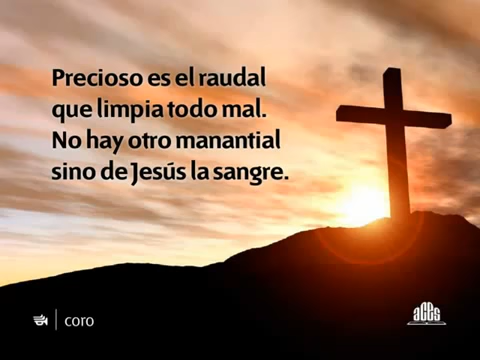 Precioso es el raudal
que limpia todo mal.
No hay otro manantial
sino de Jesús la sangre.
coro
aces